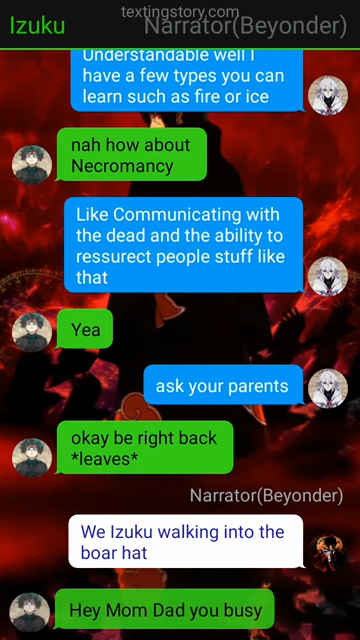 textingstory.com
Izuku
Narrator(Beyonder)
Understandable well I
have a few types you can
learn such as fire or ice
nah how about
Necromancy
Like Communicating with
the dead and the ability to
ressurect people stuff like
that
Yea
ask your parents
okay be right back
*leaves*
Narrator(Beyonder)
We Izuku walking into the
boar hat
Hey Mom Dad you busy